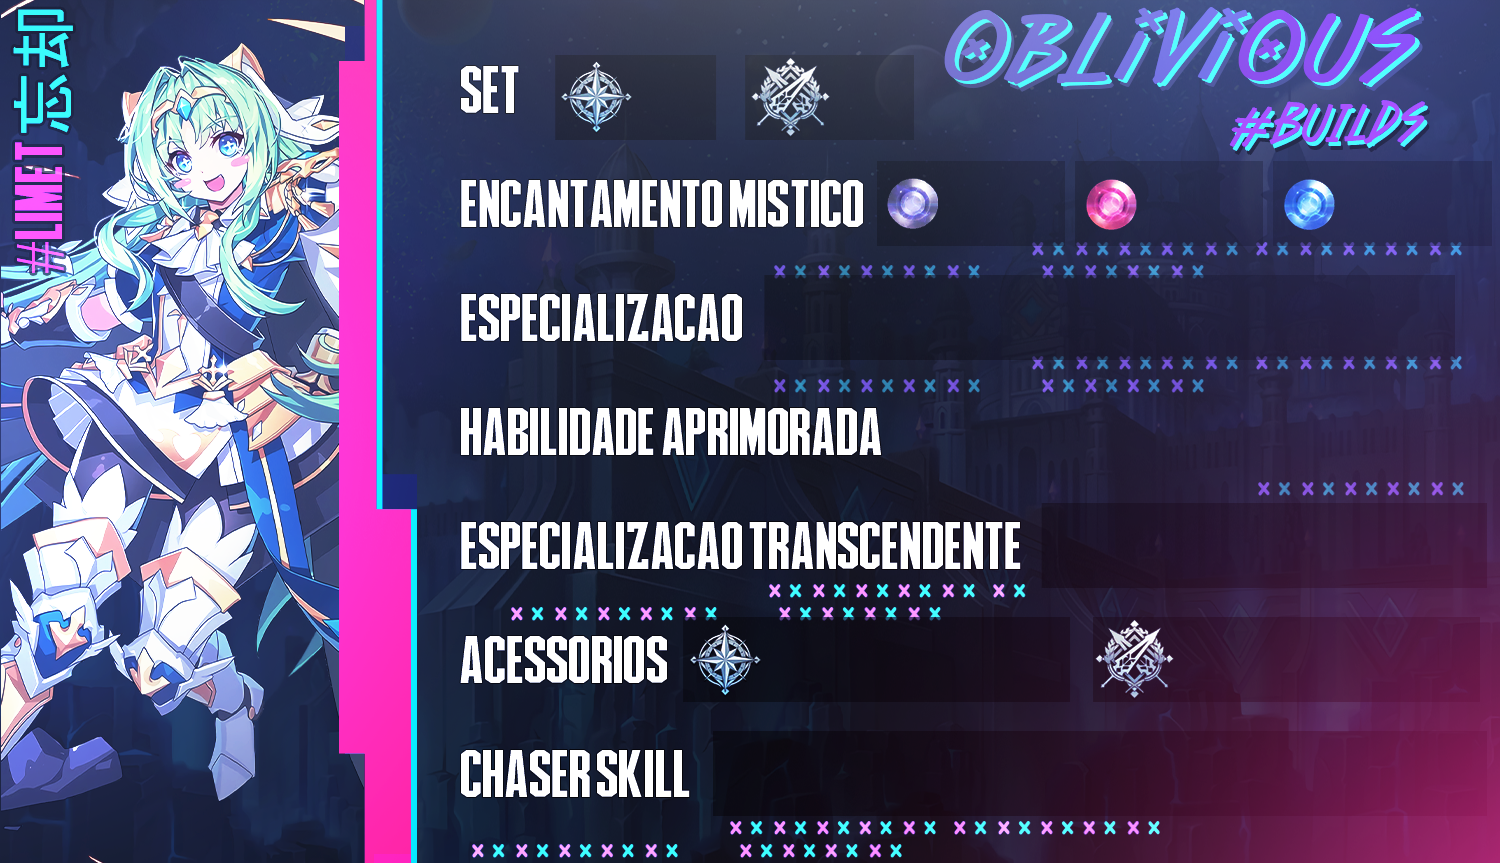 #LIMET 忘却
OBLIVIOUS
#BUILDS
SET
ENCANTAMENTO MISTICO
ESPECIALIZACAO
HABILIDADE APRIMORADA
ESPECIALIZACAO TRANSCENDENTE
ACESSORIOS
CHASER SKILL